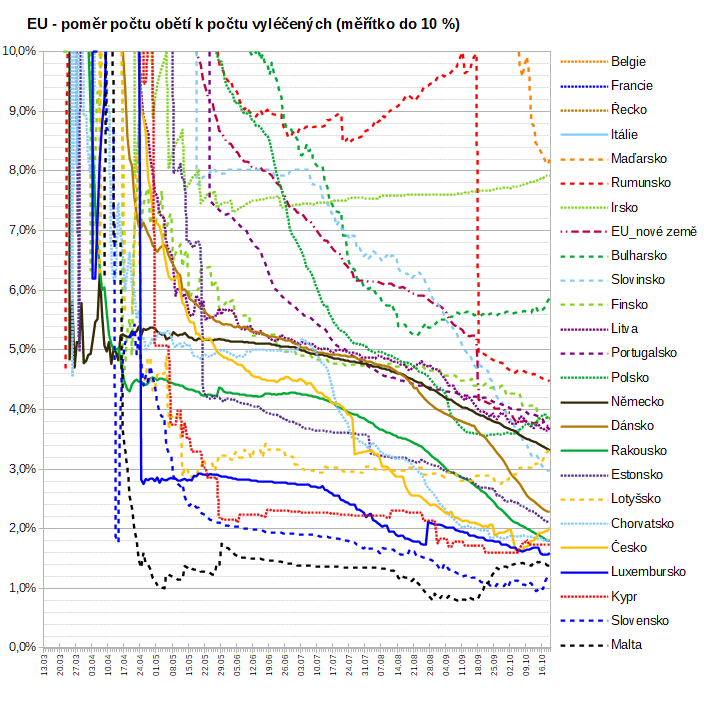 EU - poměr počtu obětí k počtu vyléčených (měřítko do 10 %)
10,0%
9,0%
8,0%
7,0%
6,0%
5,0%
4,0%
3,0%
2,0%
1,0%
0,0%
13.03
20.03
27.03
03.04
10.04
17.04
24.04
01.05
08.05
15.05
22.05
29.05
05.06
12.06
19.06
26.06
03.07
10.07
17.07
24.07
31.07
07.08
14.08
21.08
28.08
04.09
11.09
18.09
25.09
02.10
09.10
16.10
Belgie
Francie
Řecko
Itálie
Maďarsko
Rumunsko
Irsko
EU_nové země
Bulharsko
Slovinsko
Finsko
Litva
Portugalsko
Polsko
Německo
Dánsko
Rakousko
Estonsko
Lotyšsko
Chorvatsko
Česko
Luxembursko
Kypr
Slovensko
Malta